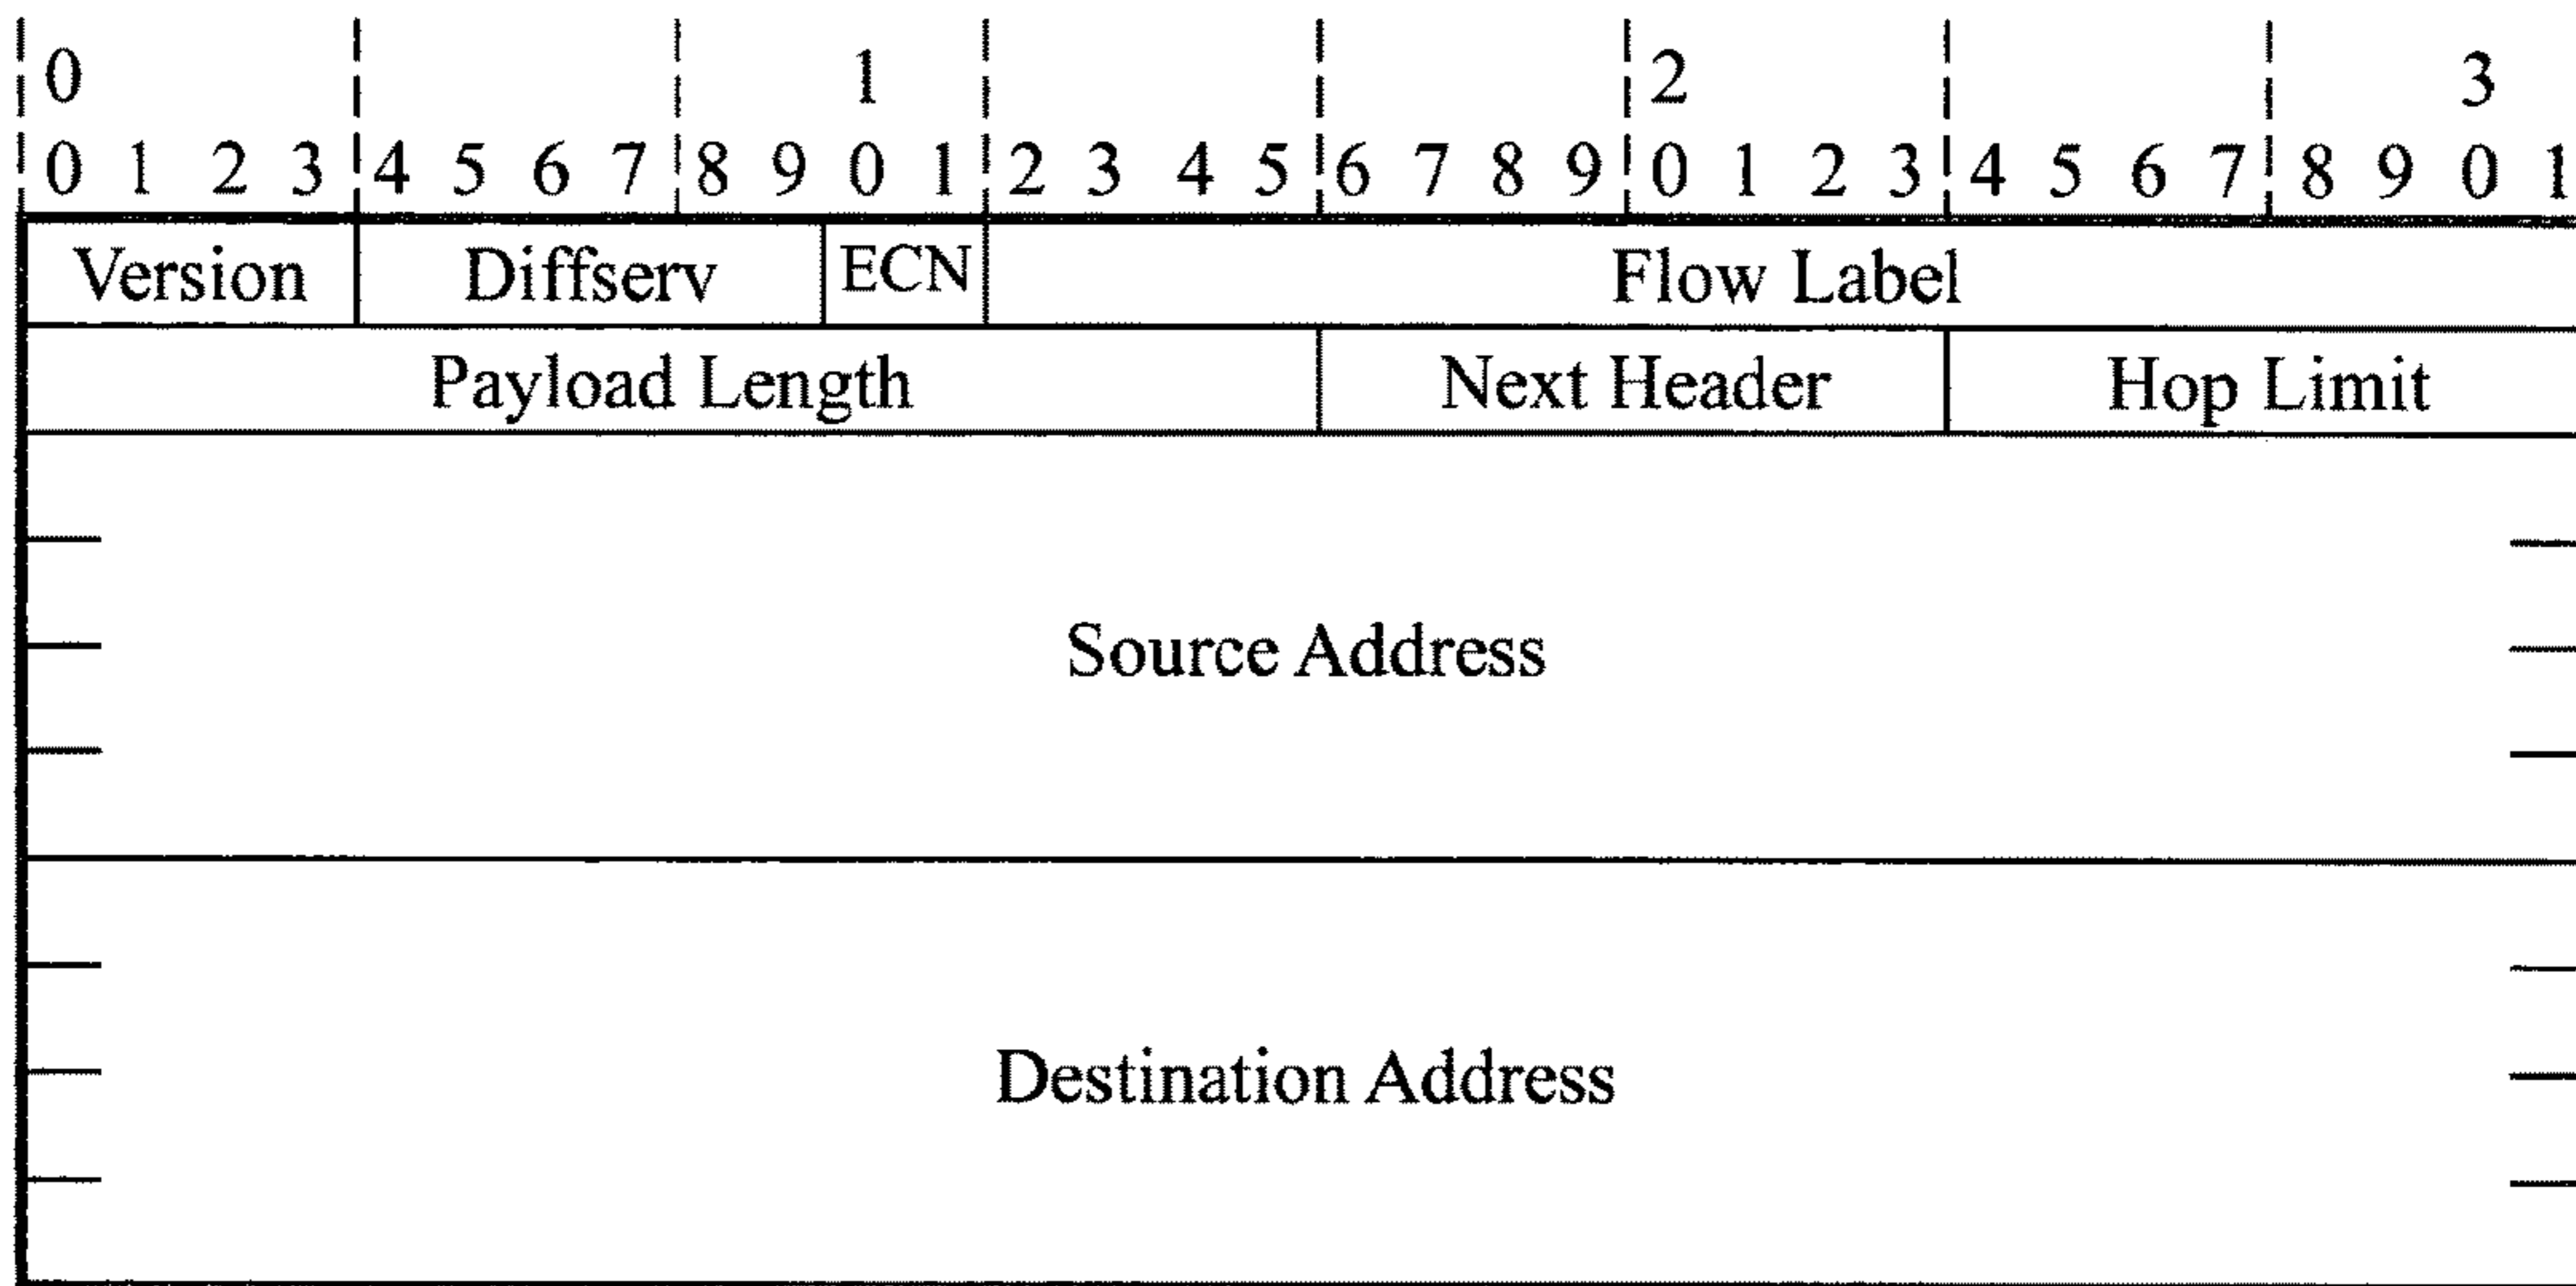 0 1 2 3
0 1 2 3 4 5 6 7 8 9 0 1 2 3 4 5 6 7 8 9 0 1 2 3 4 5 6 7 8 9 0 1
Version Diffserv ECN Flow Label
Payload Length Next Header Hop Limit
Source Address
Destination Address